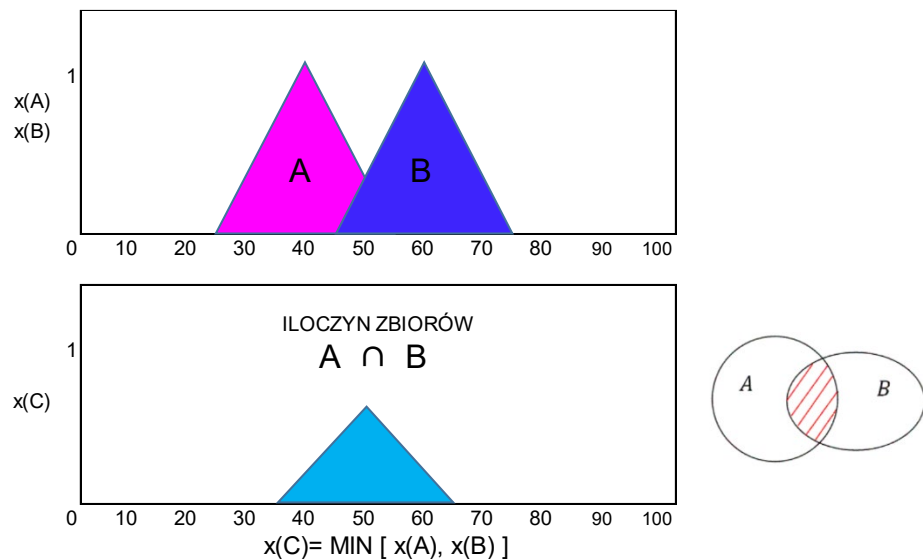 1
x(A)
x(B)
A B
0 10 20 30 40 50 60 70 80 90 100
ILOCZYN ZBIORÓW
A ∩ B
1
x(C)
0 10 20 30 40 50 60 70 80 90 100
x(C)= MIN [ x(A), x(B) ]
A B